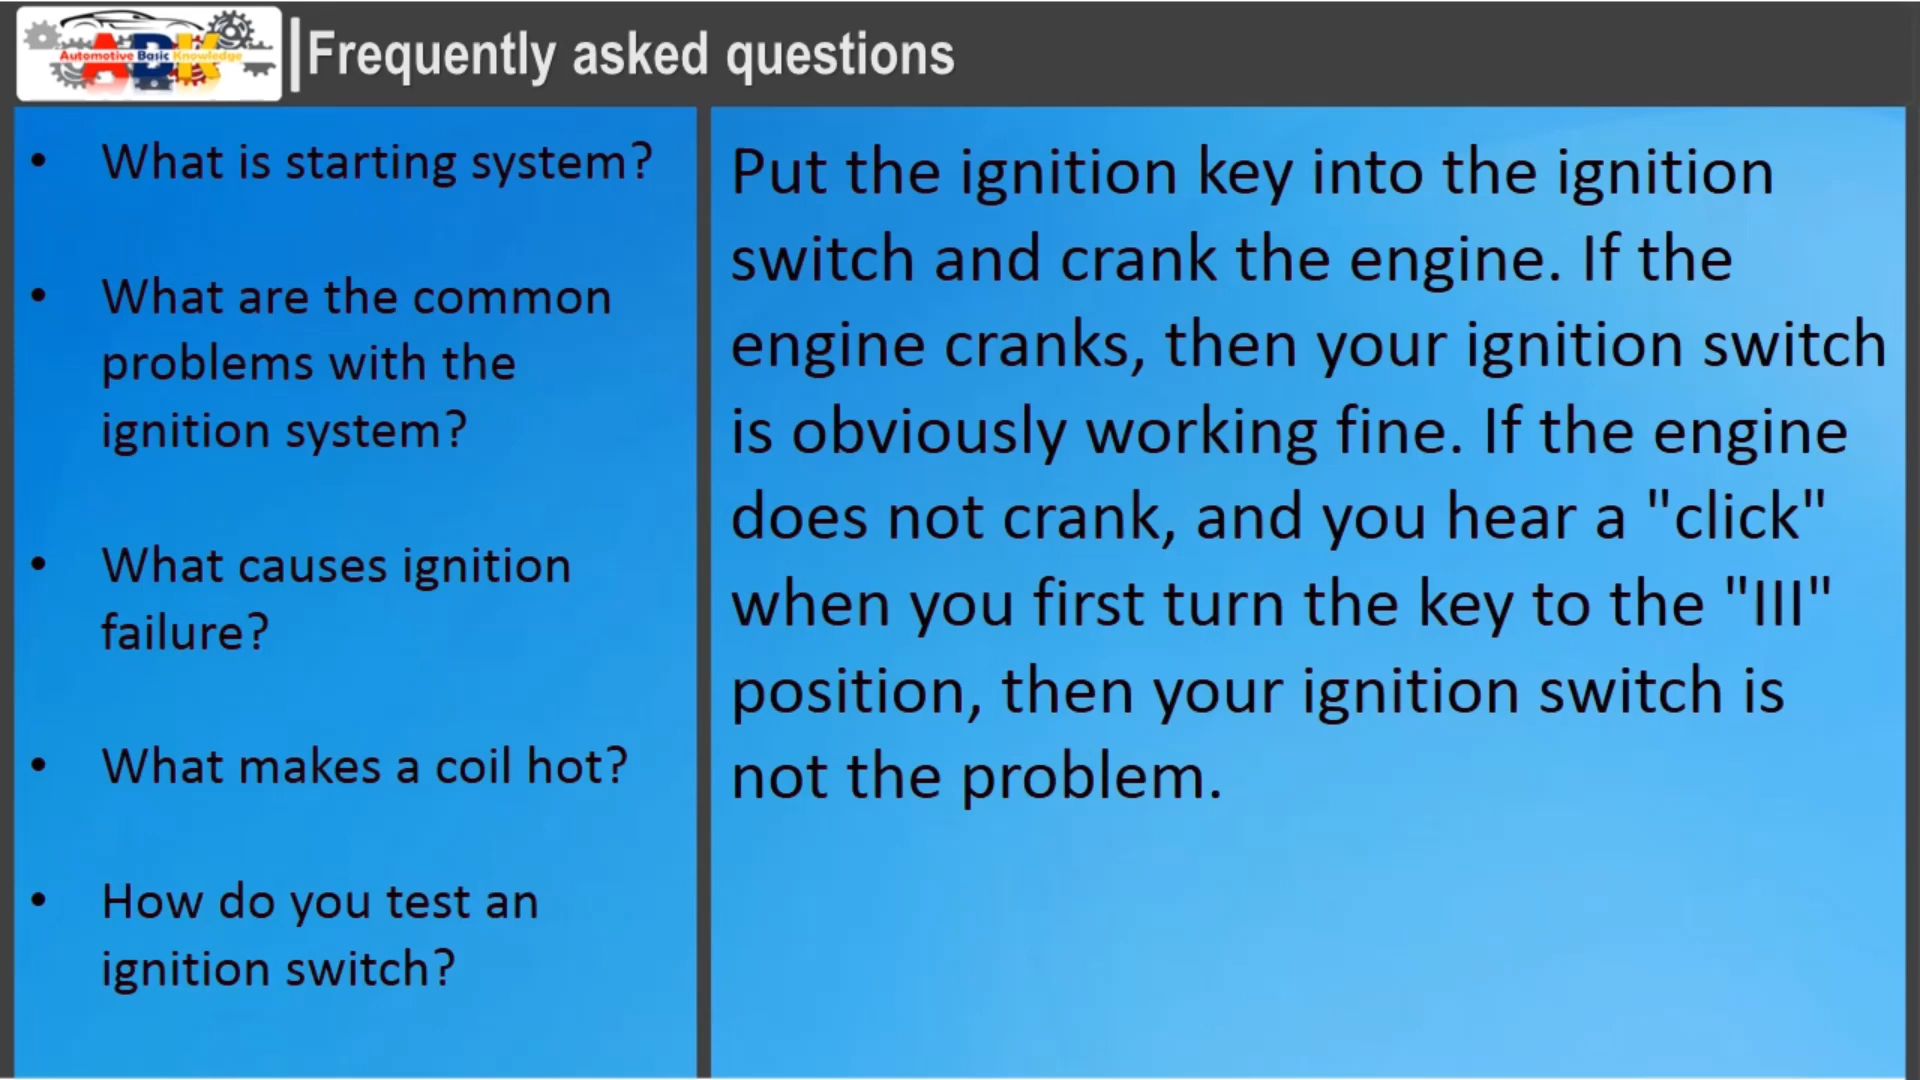 ABK
Automotive Basic Knowledge
Frequently asked questions
• What is starting system?
• What are the common
problems with the
ignition system?
• What causes ignition
failure?
• What makes a coil hot?
• How do you test an
ignition switch?
Put the ignition key into the ignition
switch and crank the engine. If the
engine cranks, then your ignition switch
is obviously working fine. If the engine
does not crank, and you hear a "click"
when you first turn the key to the "III"
position, then your ignition switch is
not the problem.